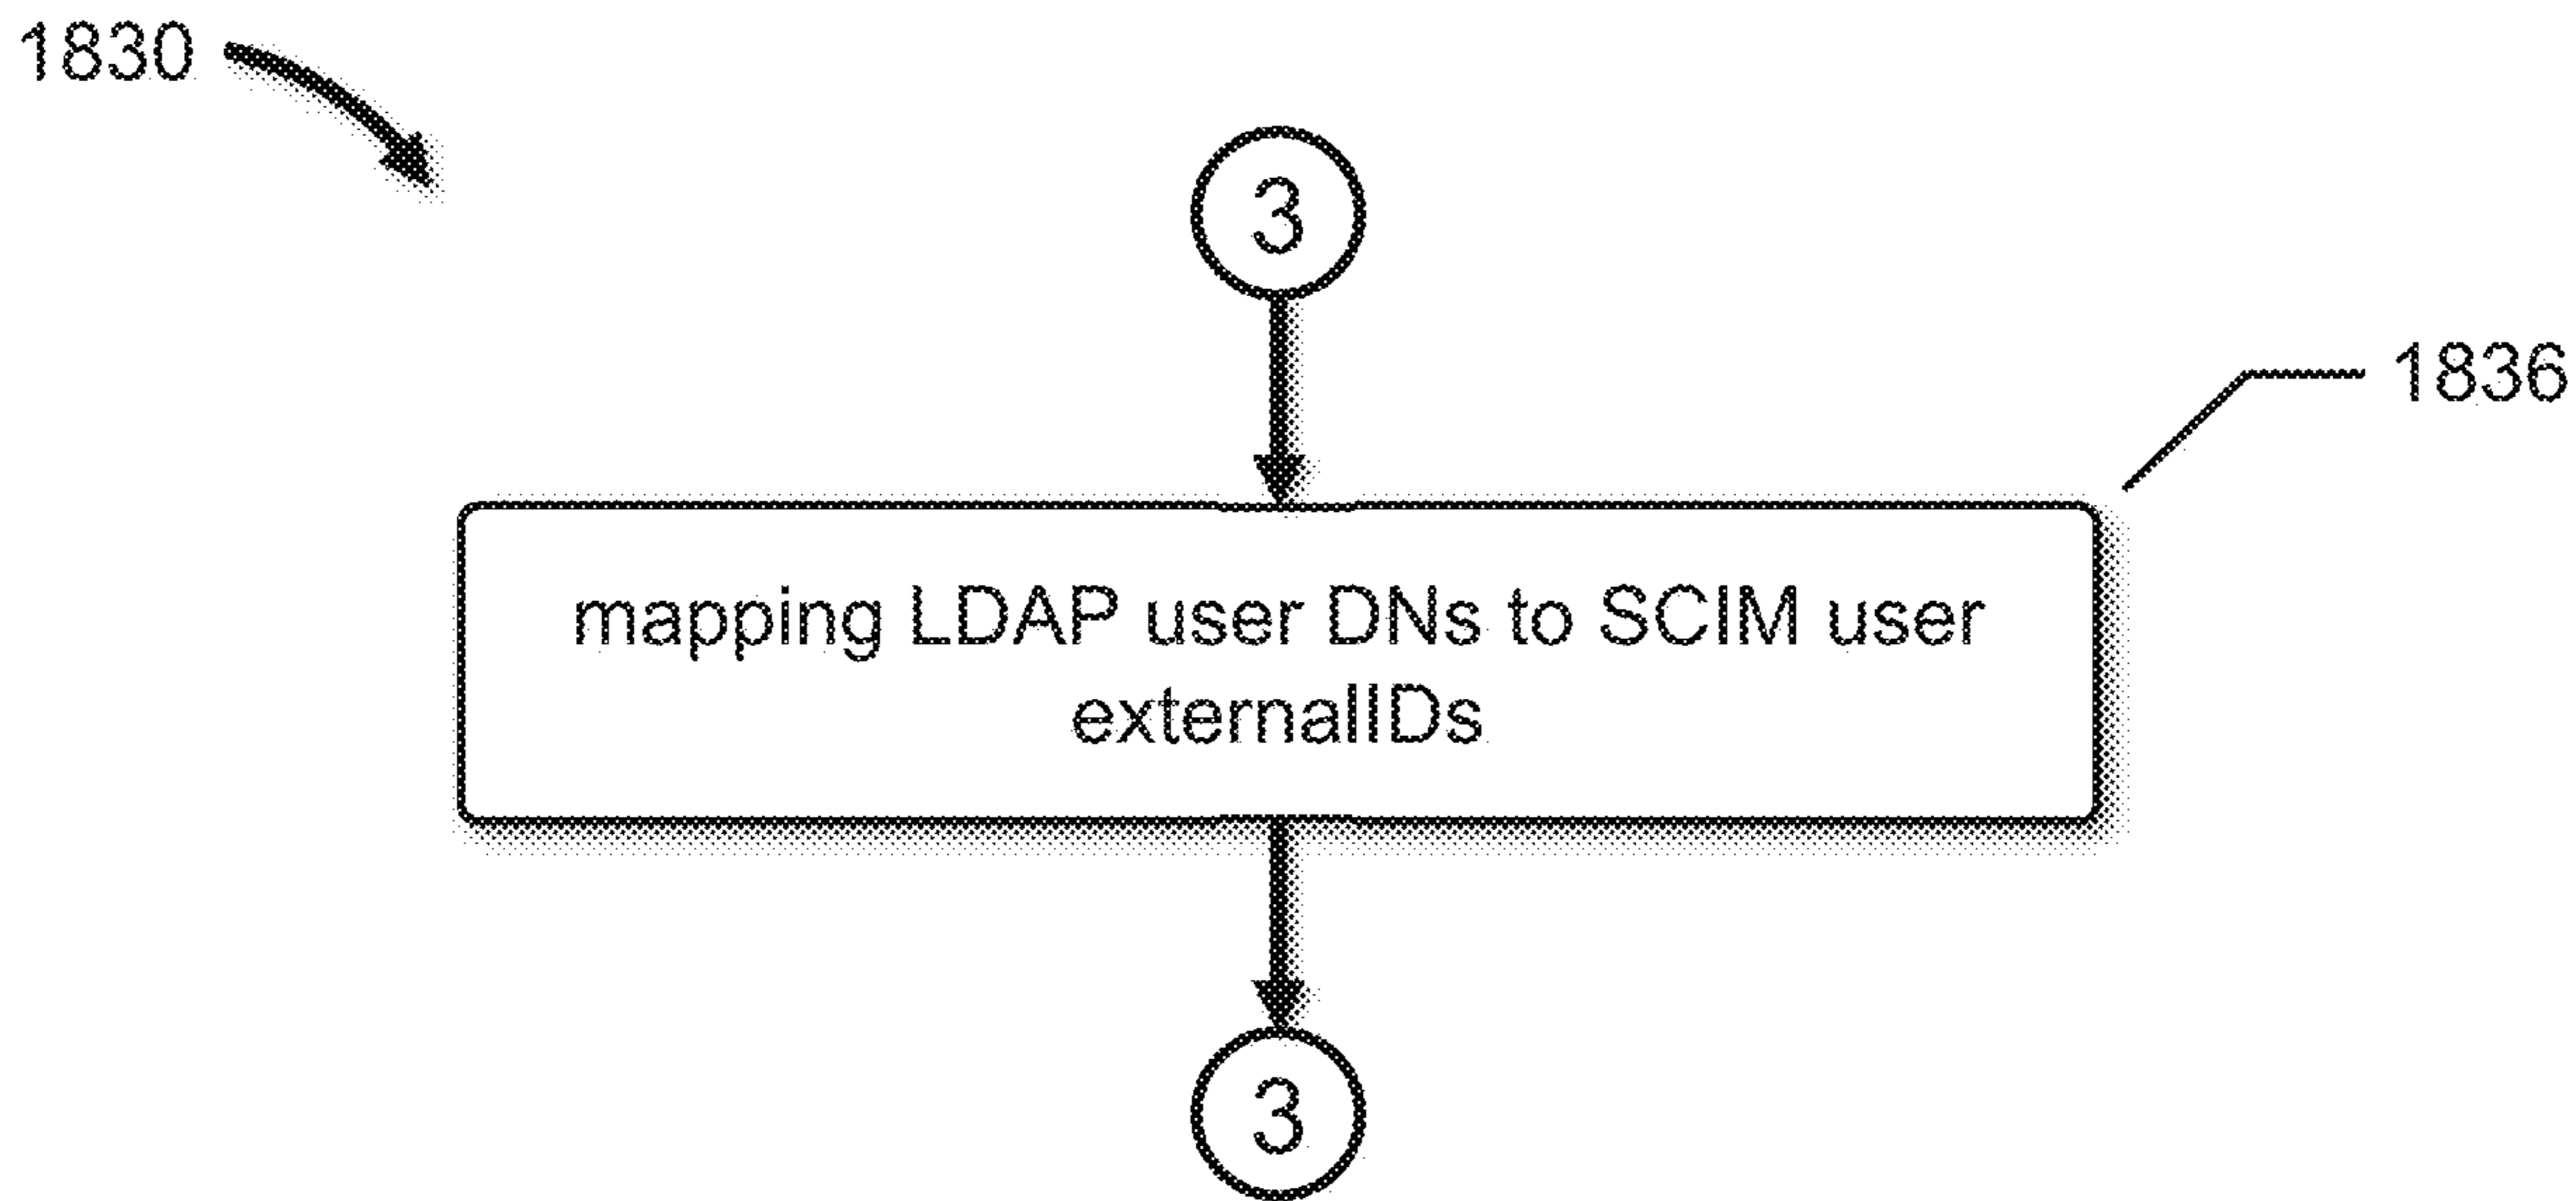 1830
3
1836
mapping LDAP user DNs to SCIM user
externalIDs
3